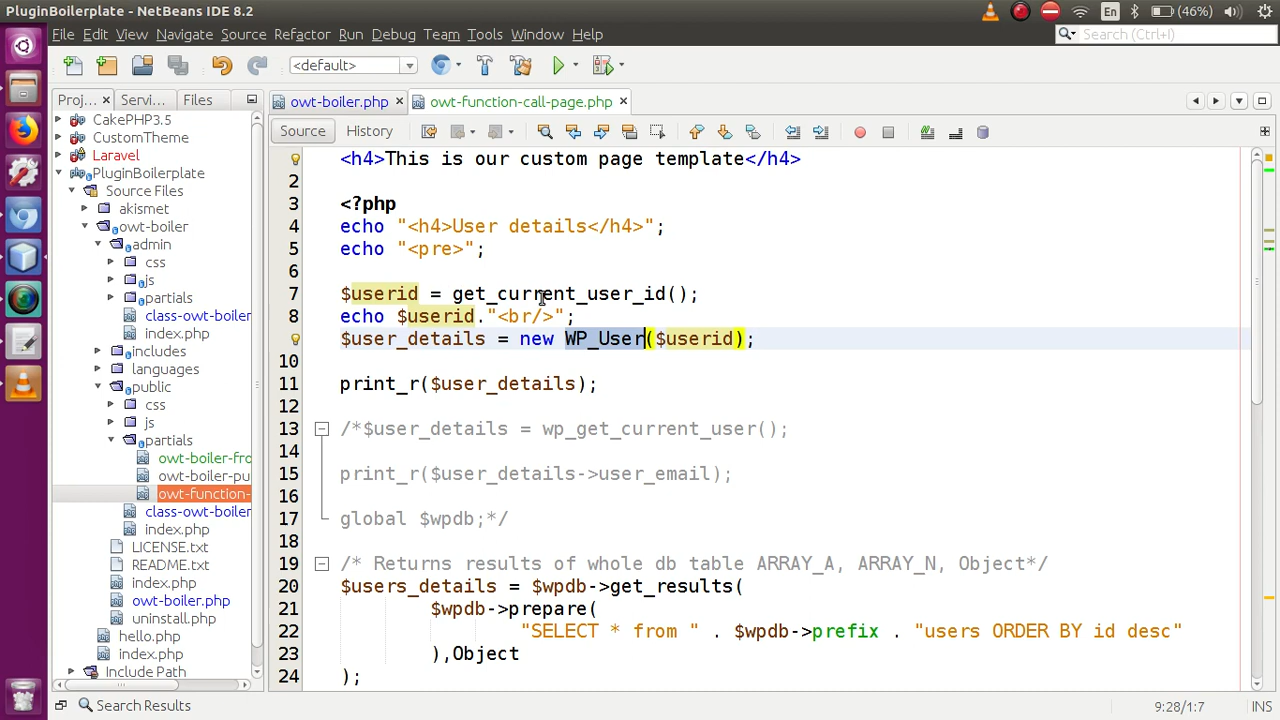 PluginBoilerplate - NetBeans IDE 8.2
En
(46%)
File Edit View Navigate Source Refactor Run Debug Team Tools Window Help
Search (Ctrl+I)
<default>
Proj... Servi... Files
owt-boiler.php
owt-function-call-page.php
Source History
CakePHP3.5
CustomTheme
Laravel
PluginBoilerplate
Source Files
akismet
owt-boiler
admin
css
js
partials
class-owt-boiler
index.php
includes
languages
public
css
js
partials
owt-boiler-fro
owt-boiler-pu
owt-function-
class-owt-boiler
index.php
LICENSE.txt
README.txt
index.php
owt-boiler.php
uninstall.php
hello.php
index.php
Include Path
<h4>This is our custom page template</h4>
2
3 <?php
4 echo "<h4>User details</h4>";
5 echo "<pre>";
6
7 $userid = get_current_user_id();
8 echo $userid."<br/>";
$user_details = new WP_User($userid);
10
11 print_r($user_details);
12
13 /*$user_details = wp_get_current_user();
14
15 print_r($user_details->user_email);
16
17 global $wpdb;*/
18
19 /* Returns results of whole db table ARRAY_A, ARRAY_N, Object*/
20 $users_details = $wpdb->get_results(
21 $wpdb->prepare(
22 "SELECT * from " . $wpdb->prefix . "users ORDER BY id desc"
23 ),Object
24 );
Search Results
9:28/1:7 INS